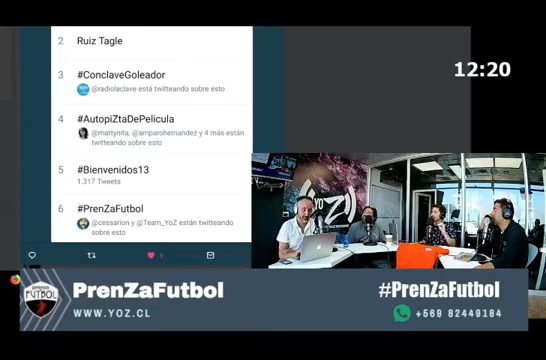 2 Ruiz Tagle
12:20
3 #ConclaveGoleador
@radiolaclave está twitteando sobre esto
4 #AutopiZtaDePelicula
@mattynita, @amparohernandez y 4 más están
twitteando sobre esto
5 #Bienvenidos13
1.317 Tweets
6 #PrenZaFutbol
@cessarion y @Team_YoZ están twitteando
sobre esto
YOZ
FUTBOL
PrenZaFutbol
WWW.YOZ.CL
#PrenZaFutbol
+569 82449184